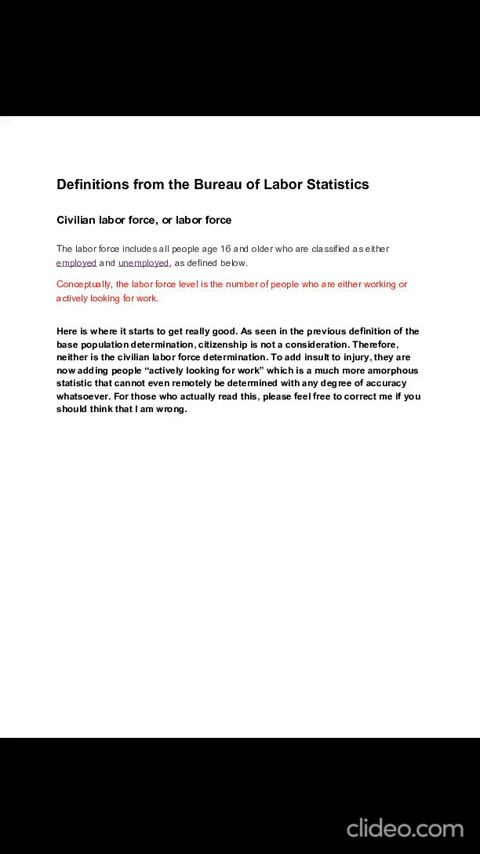 Definitions from the Bureau of Labor Statistics
Civilian labor force, or labor force
The labor force includes all people age 16 and older who are classified as either
employed and unemployed, as defined below.
Conceptually, the labor force level is the number of people who are either working or
actively looking for work.
Here is where it starts to get really good. As seen in the previous definition of the
base population determination, citizenship is not a consideration. Therefore,
neither is the civilian labor force determination. To add insult to injury, they are
now adding people “actively looking for work” which is a much more amorphous
statistic that cannot even remotely be determined with any degree of accuracy
whatsoever. For those who actually read this, please feel free to correct me if you
should think that I am wrong.
clideo.com